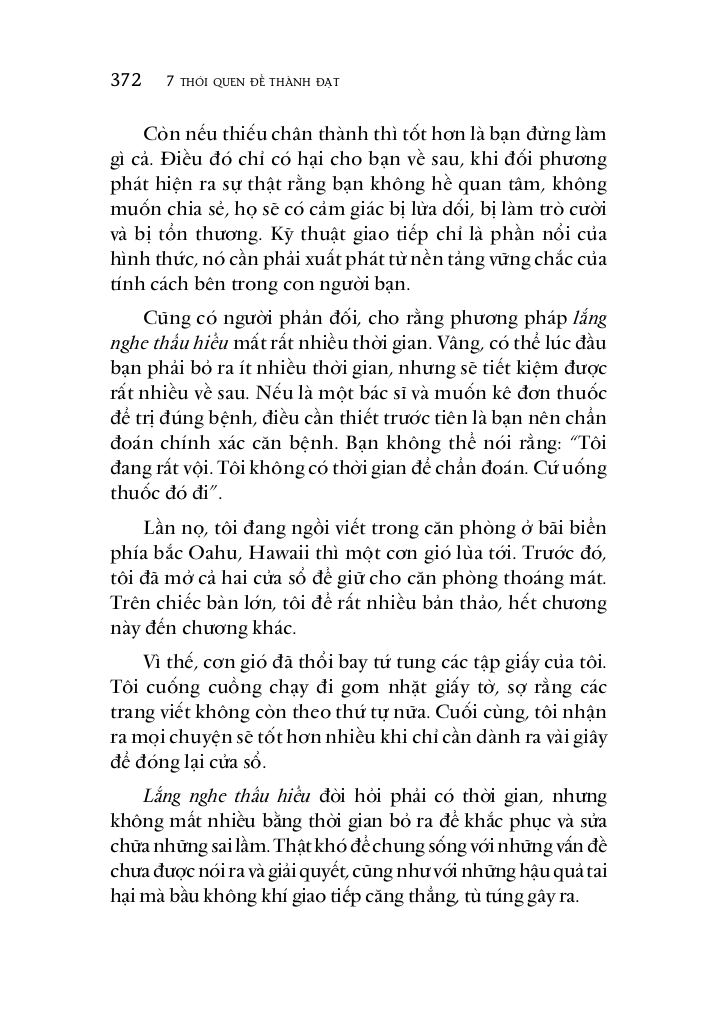 372 7 THÓI QUEN ĐỂ THÀNH ĐẠT
Còn nếu thiếu chân thành thì tốt hơn là bạn đừng làm
gì cả. Điều đó chỉ có hại cho bạn về sau, khi đối phương
phát hiện ra sự thật rằng bạn không hề quan tâm, không
muốn chia sẻ, họ sẽ có cảm giác bị lừa dối, bị làm trò cười
và bị tổn thương. Kỹ thuật giao tiếp chỉ là phần nổi của
hình thức, nó cần phải xuất phát từ nền tảng vững chắc của
tính cách bên trong con người bạn.
Cũng có người phản đối, cho rằng phương pháp lắng
nghe thấu hiểu mất rất nhiều thời gian. Vâng, có thể lúc đầu
bạn phải bỏ ra ít nhiều thời gian, nhưng sẽ tiết kiệm được
rất nhiều về sau. Nếu là một bác sĩ và muốn kê đơn thuốc
để trị đúng bệnh, điều cần thiết trước tiên là bạn nên chẩn
đoán chính xác căn bệnh. Bạn không thể nói rằng: “Tôi
đang rất vội. Tôi không có thời gian để chẩn đoán. Cứ uống
thuốc đó đi”.
Lần nọ, tôi đang ngồi viết trong căn phòng ở bãi biển
phía bắc Oahu, Hawaii thì một cơn gió lùa tới. Trước đó,
tôi đã mở cả hai cửa sổ để giữ cho căn phòng thoáng mát.
Trên chiếc bàn lớn, tôi để rất nhiều bản thảo, hết chương
này đến chương khác.
Vì thế, cơn gió đã thổi bay tứ tung các tập giấy của tôi.
Tôi cuống cuồng chạy đi gom nhặt giấy tờ, sợ rằng các
trang viết không còn theo thứ tự nữa. Cuối cùng, tôi nhận
ra mọi chuyện sẽ tốt hơn nhiều khi chỉ cần dành ra vài giây
để đóng lại cửa sổ.
Lắng nghe thấu hiểu đòi hỏi phải có thời gian, nhưng
không mất nhiều bằng thời gian bỏ ra để khắc phục và sửa
chữa những sai lầm. Thật khó để chung sống với những vấn đề
chưa được nói ra và giải quyết, cũng như với những hậu quả tai
hại mà bầu không khí giao tiếp căng thẳng, tù túng gây ra.